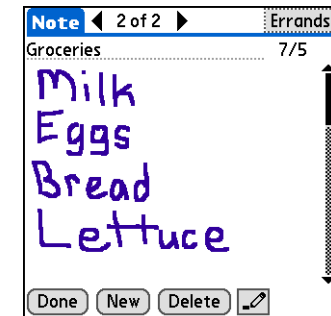 Note 2 of 2 Errands
Groceries 7/5
Milk
Eggs
Bread
Lettuce
Done New Delete